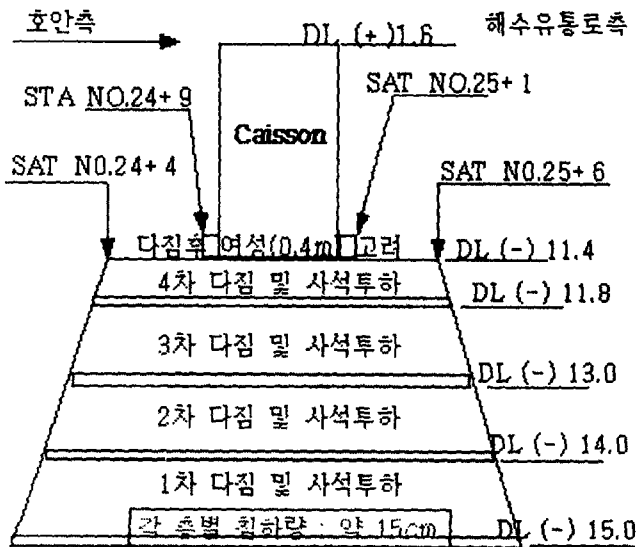 호안측
DL (+)1.6
해수유통로측
STA NO.24+9
SAT NO.25+1
Caisson
SAT NO.24+4
SAT NO.25+6
다짐후 여성(0.4m) 고려
DL (-) 11.4
4차 다짐 및 사석투하
DL (-) 11.8
3차 다짐 및 사석투하
DL (-) 13.0
2차 다짐 및 사석투하
DL (-) 14.0
1차 다짐 및 사석투하
각 층별 침하량 : 약 15cm
DL (-) 15.0